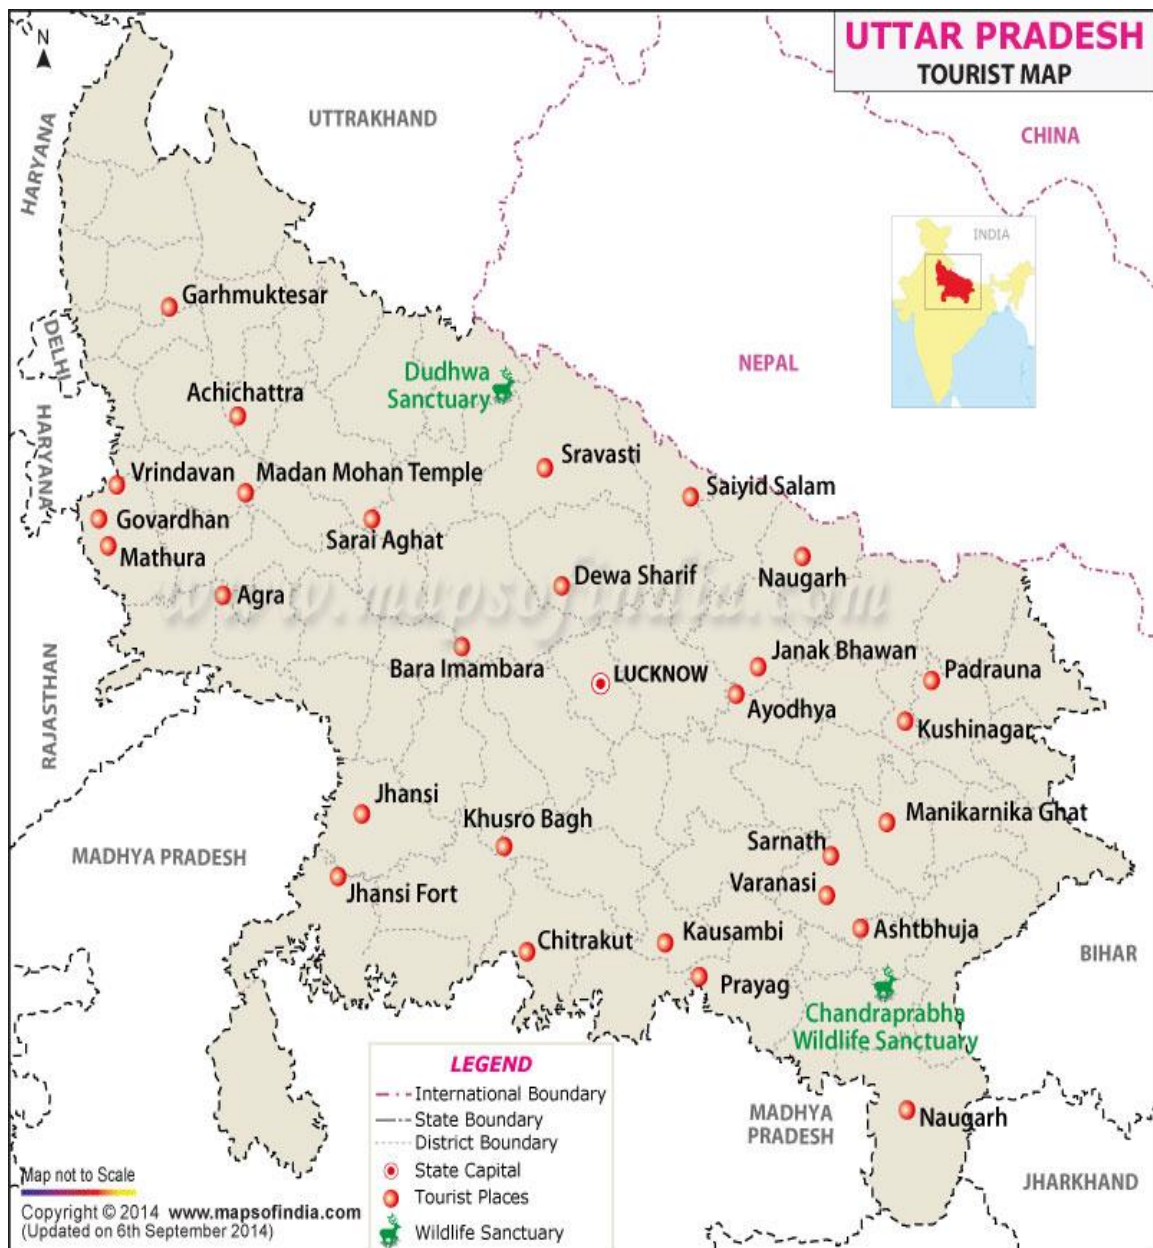 UTTAR PRADESH
TOURIST MAP
N
HARYANA
UTTRAKHAND
CHINA
INDIA
Garhmuktesar
DELHI
NEPAL
Dudhwa
Sanctuary
Achichattra
HARYANA
Sravasti
Vrindavan
Madan Mohan Temple
Saiyid Salam
Govardhan
Sarai Aghat
Mathura
Naugarh
Dewa Sharif
Agra
www.mapsofindia.com
Janak Bhawan
Bara Imambara
LUCKNOW
Padrauna
RAJASTHAN
Ayodhya
Kushinagar
Jhansi
Khusro Bagh
Manikarnika Ghat
Sarnath
MADHYA PRADESH
Varanasi
Jhansi Fort
Ashtbhuja
Kausambi
Chitrakut
BIHAR
Prayag
Chandraprabha
Wildlife Sanctuary
LEGEND
International Boundary
State Boundary
District Boundary
State Capital
Tourist Places
Wildlife Sanctuary
MADHYA
PRADESH
Naugarh
JHARKHAND
Map not to Scale
Copyright © 2014 www.mapsofindia.com
(Updated on 6th September 2014)